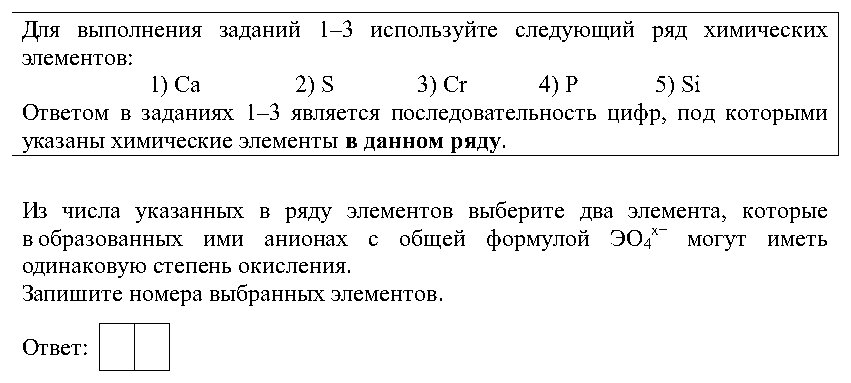 Для выполнения заданий 1–3 используйте следующий ряд химических
элементов:
1) Ca 2) S 3) Cr 4) P 5) Si
Ответом в заданиях 1–3 является последовательность цифр, под которыми
указаны химические элементы в данном ряду.
Из числа указанных в ряду элементов выберите два элемента, которые
в образованных ими анионах с общей формулой ЭO₄ˣ⁻ могут иметь
одинаковую степень окисления.
Запишите номера выбранных элементов.
Ответ: